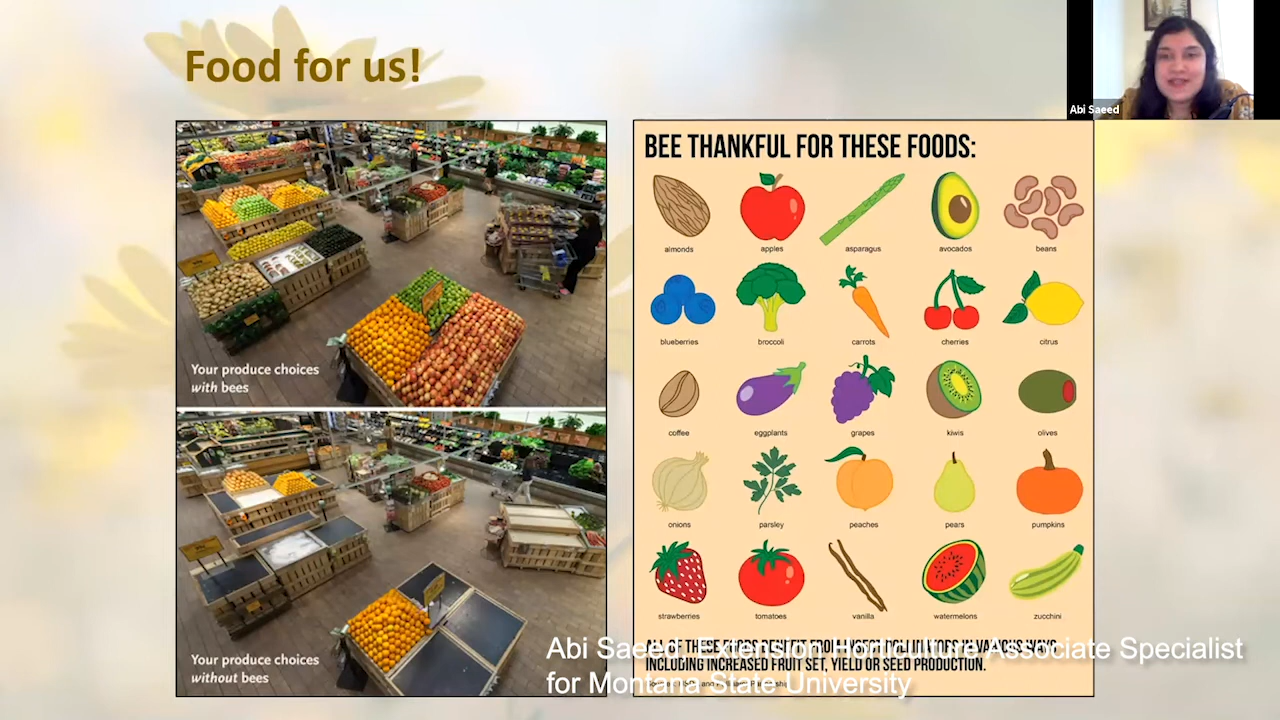 Food for us!
Abi Saeed
Your produce choices
with bees
Your produce choices
without bees
BEE THANKFUL FOR THESE FOODS:
almonds apples asparagus avocados beans
blueberries broccoli carrots cherries citrus
coffee eggplants grapes kiwis olives
onions parsley peaches pears pumpkins
strawberries tomatoes vanilla watermelons zucchini
ALL OF THESE FOODS BENEFIT FROM INSECT POLLINATORS IN VARIOUS WAYS
INCLUDING INCREASED FRUIT SET, YIELD OR SEED PRODUCTION.
Abi Saeed, Extension Horticulture Associate Specialist
for Montana State University